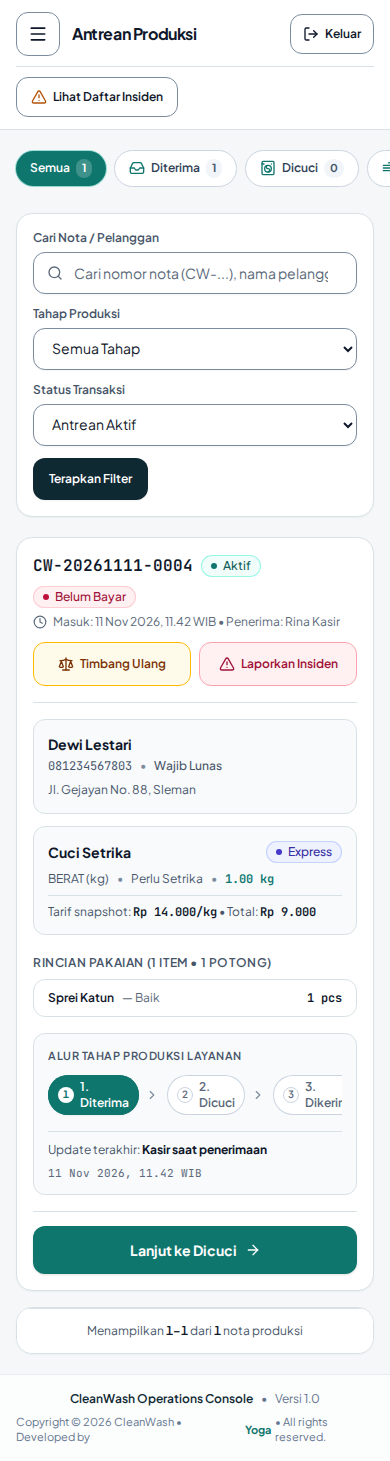 Antrean Produksi
Keluar
Lihat Daftar Insiden
Semua 1 Diterima 1 Dicuci 0
Cari Nota / Pelanggan
Cari nomor nota (CW-...), nama pelangg
Tahap Produksi
Semua Tahap
Status Transaksi
Antrean Aktif
Terapkan Filter
CW-20261111-0004 • Aktif
• Belum Bayar
Masuk: 11 Nov 2026, 11.42 WIB • Penerima: Rina Kasir
Timbang Ulang Laporkan Insiden
Dewi Lestari
081234567803 • Wajib Lunas
Jl. Gejayan No. 88, Sleman
Cuci Setrika • Express
BERAT (kg) • Perlu Setrika • 1.00 kg
Tarif snapshot: Rp 14.000/kg • Total: Rp 9.000
RINCIAN PAKAIAN (1 ITEM • 1 POTONG)
Sprei Katun — Baik 1 pcs
ALUR TAHAP PRODUKSI LAYANAN
1 1. Diterima > 2 2. Dicuci > 3 3. Dikerin
Update terakhir: Kasir saat penerimaan
11 Nov 2026, 11.42 WIB
Lanjut ke Dicuci →
Menampilkan 1-1 dari 1 nota produksi
CleanWash Operations Console • Versi 1.0
Copyright © 2026 CleanWash • Developed by Yoga • All rights reserved.